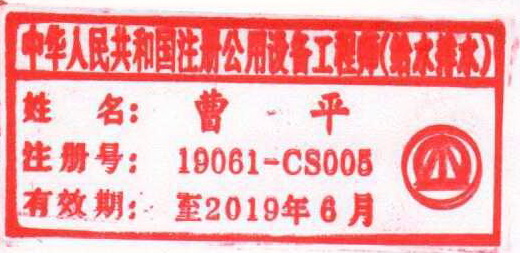 中华人民共和国注册公用设备工程师(给水排水)
姓 名: 曹 平
注册号: 19061-CS005
有效期: 至2019年6月